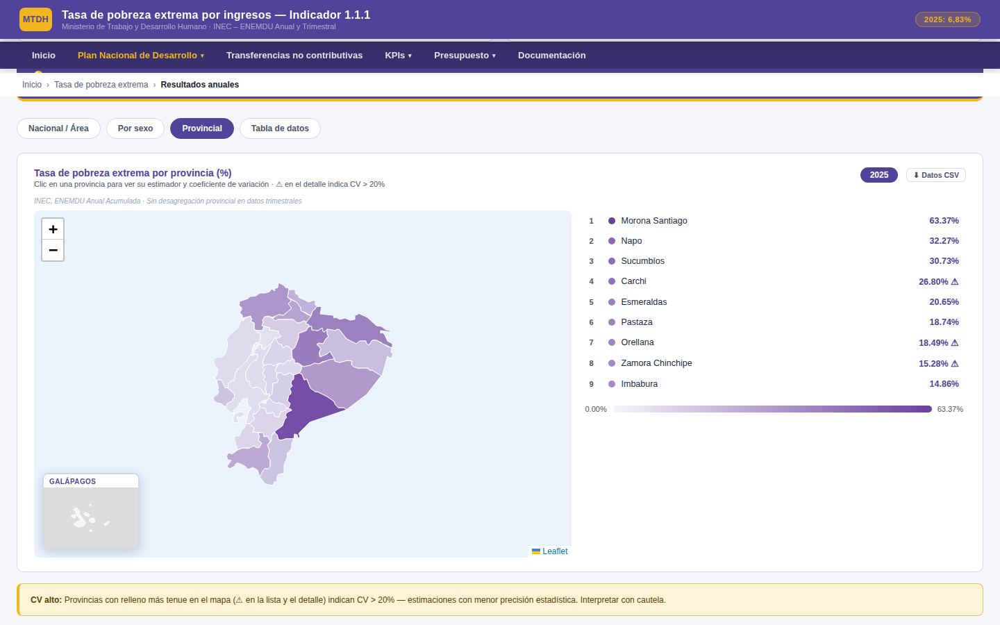 MTDH
Tasa de pobreza extrema por ingresos — Indicador 1.1.1
Ministerio de Trabajo y Desarrollo Humano · INEC – ENEMDU Anual y Trimestral
2025: 6,83%
Inicio
Plan Nacional de Desarrollo ▾
Transferencias no contributivas
KPIs ▾
Presupuesto ▾
Documentación
Inicio › Tasa de pobreza extrema › Resultados anuales
Nacional / Área
Por sexo
Provincial
Tabla de datos
Tasa de pobreza extrema por provincia (%)
Clic en una provincia para ver su estimador y coeficiente de variación · ⚠ en el detalle indica CV > 20%
2025
⬇ Datos CSV
INEC, ENEMDU Anual Acumulada · Sin desagregación provincial en datos trimestrales
+
−
GALÁPAGOS
Leaflet
1 Morona Santiago 63.37%
2 Napo 32.27%
3 Sucumbíos 30.73%
4 Carchi 26.80% ⚠
5 Esmeraldas 20.65%
6 Pastaza 18.74%
7 Orellana 18.49% ⚠
8 Zamora Chinchipe 15.28% ⚠
9 Imbabura 14.86%
0.00% 63.37%
CV alto: Provincias con relleno más tenue en el mapa (⚠ en la lista y el detalle) indican CV > 20% — estimaciones con menor precisión estadística. Interpretar con cautela.